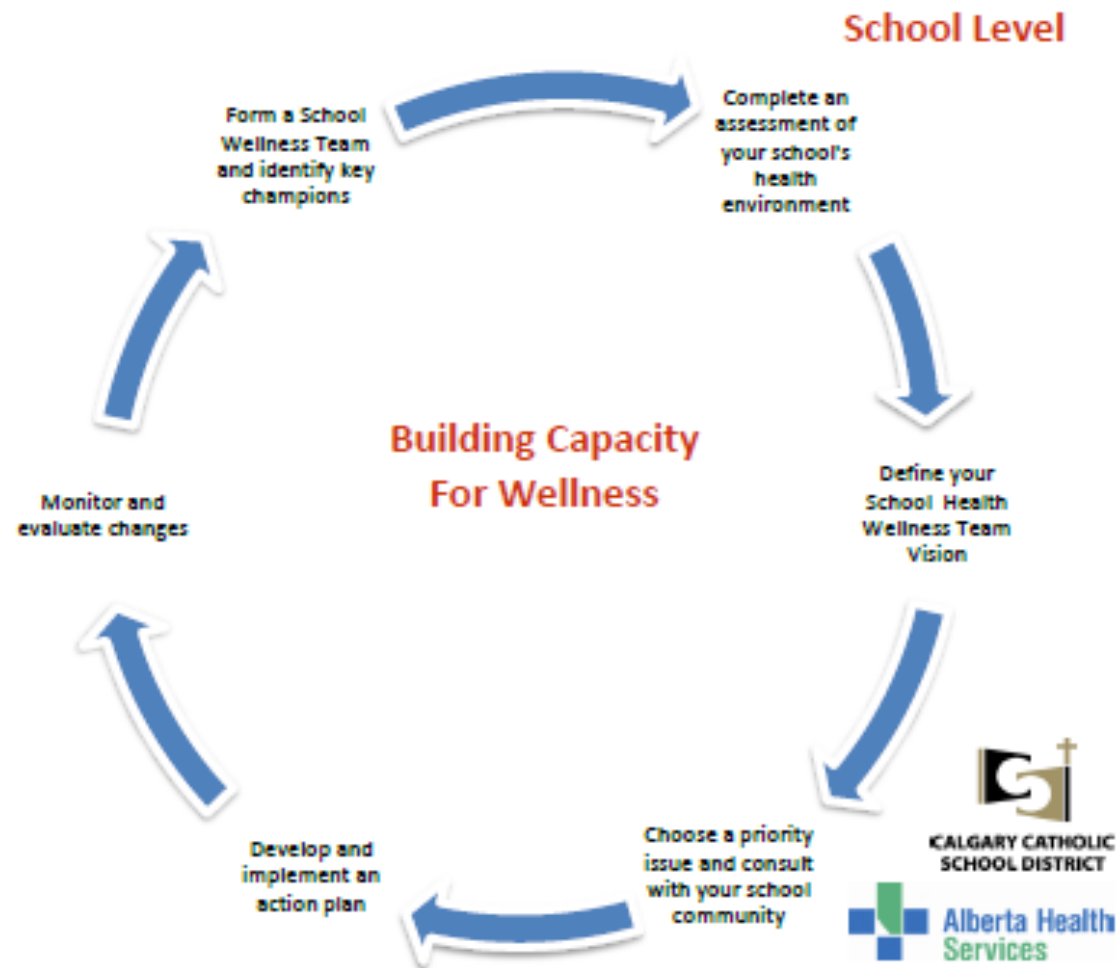 School Level
Form a School
Wellness Team
and identify key
champions
Complete an
assessment of
your school's
health
environment
Define your
School Health
Wellness Team
Vision
Choose a priority
issue and consult
with your school
community
Develop and
implement an
action plan
Monitor and
evaluate changes
Building Capacity
For Wellness
CALGARY CATHOLIC
SCHOOL DISTRICT
Alberta Health
Services